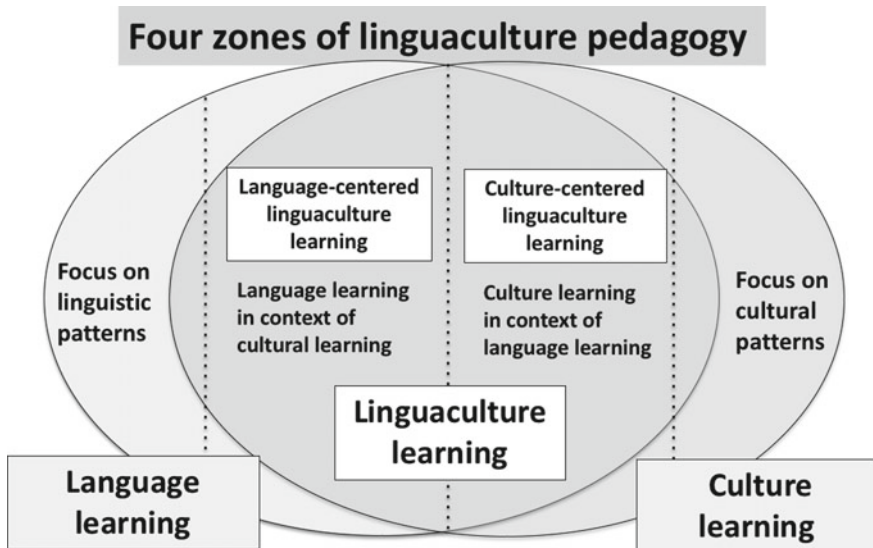 Four zones of linguaculture pedagogy
Language-centered
linguaculture
learning
Culture-centered
linguaculture
learning
Focus on
linguistic
patterns
Language learning
in context of
cultural learning
Culture learning
in context of
language learning
Focus on
cultural
patterns
Linguaculture
learning
Language
learning
Culture
learning